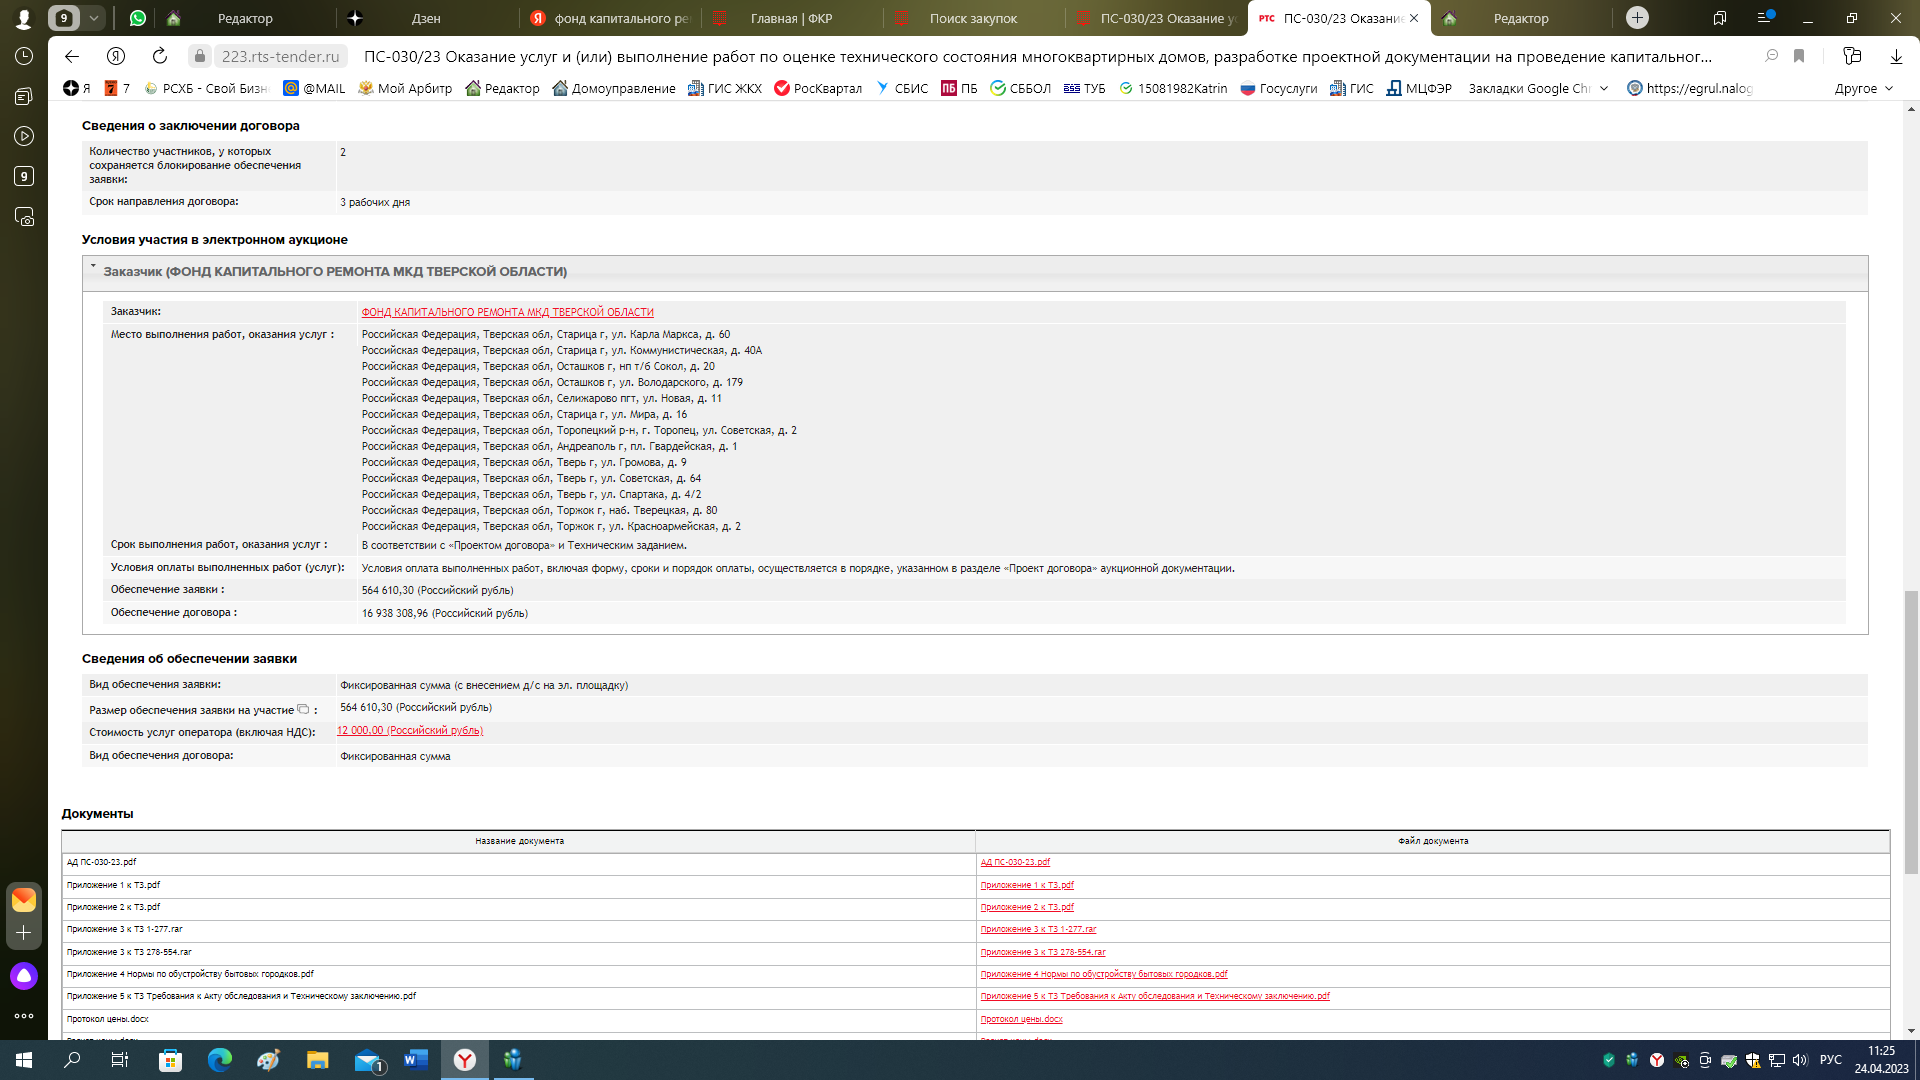 9
Редактор
Дзен
фонд капитального ре
Главная | ФКР
Поиск закупок
ПС-030/23 Оказание у
РТС ПС-030/23 Оказание
Редактор
223.rts-tender.ru
ПС-030/23 Оказание услуг и (или) выполнение работ по оценке технического состояния многоквартирных домов, разработке проектной документации на проведение капитальног...
Я
7
РСХБ - Свой Бизн
@MAIL
Мой Арбитр
Редактор
Домоуправление
ГИС ЖКХ
РосКвартал
СБИС
ПБ ПБ
СББОЛ
ТУБ
15081982Katrin
Госуслуги
ГИС
МЦФЭР
Закладки Google Chr
https://egrul.nalog
Другое
9
Сведения о заключении договора
Количество участников, у которых
сохраняется блокирование обеспечения
заявки:
2
Срок направления договора:
3 рабочих дня
Условия участия в электронном аукционе
Заказчик (ФОНД КАПИТАЛЬНОГО РЕМОНТА МКД ТВЕРСКОЙ ОБЛАСТИ)
Заказчик:
ФОНД КАПИТАЛЬНОГО РЕМОНТА МКД ТВЕРСКОЙ ОБЛАСТИ
Место выполнения работ, оказания услуг :
Российская Федерация, Тверская обл, Старица г, ул. Карла Маркса, д. 60
Российская Федерация, Тверская обл, Старица г, ул. Коммунистическая, д. 40А
Российская Федерация, Тверская обл, Осташков г, нп т/б Сокол, д. 20
Российская Федерация, Тверская обл, Осташков г, ул. Володарского, д. 179
Российская Федерация, Тверская обл, Селижарово пгт, ул. Новая, д. 11
Российская Федерация, Тверская обл, Старица г, ул. Мира, д. 16
Российская Федерация, Тверская обл, Торопецкий р-н, г. Торопец, ул. Советская, д. 2
Российская Федерация, Тверская обл, Андреаполь г, пл. Гвардейская, д. 1
Российская Федерация, Тверская обл, Тверь г, ул. Громова, д. 9
Российская Федерация, Тверская обл, Тверь г, ул. Советская, д. 64
Российская Федерация, Тверская обл, Тверь г, ул. Спартака, д. 4/2
Российская Федерация, Тверская обл, Торжок г, наб. Тверецкая, д. 80
Российская Федерация, Тверская обл, Торжок г, ул. Красноармейская, д. 2
Срок выполнения работ, оказания услуг :
В соответствии с «Проектом договора» и Техническим заданием.
Условия оплаты выполненных работ (услуг):
Условия оплата выполненных работ, включая форму, сроки и порядок оплаты, осуществляется в порядке, указанном в разделе «Проект договора» аукционной документации.
Обеспечение заявки :
564 610,30 (Российский рубль)
Обеспечение договора :
16 938 308,96 (Российский рубль)
Сведения об обеспечении заявки
Вид обеспечения заявки:
Фиксированная сумма (с внесением д/с на эл. площадку)
Размер обеспечения заявки на участие :
564 610,30 (Российский рубль)
Стоимость услуг оператора (включая НДС):
12 000.00 (Российский рубль)
Вид обеспечения договора:
Фиксированная сумма
Документы
Название документа
Файл документа
АД ПС-030-23.pdf
АД ПС-030-23.pdf
Приложение 1 к ТЗ.pdf
Приложение 1 к ТЗ.pdf
Приложение 2 к ТЗ.pdf
Приложение 2 к ТЗ.pdf
Приложение 3 к ТЗ 1-277.rar
Приложение 3 к ТЗ 1-277.rar
Приложение 3 к ТЗ 278-554.rar
Приложение 3 к ТЗ 278-554.rar
Приложение 4 Нормы по обустройству бытовых городков.pdf
Приложение 4 Нормы по обустройству бытовых городков.pdf
Приложение 5 к ТЗ Требования к Акту обследования и Техническому заключению.pdf
Приложение 5 к ТЗ Требования к Акту обследования и Техническому заключению.pdf
Протокол цены.docx
Протокол цены.docx
1
РУС
11:25
24.04.2023